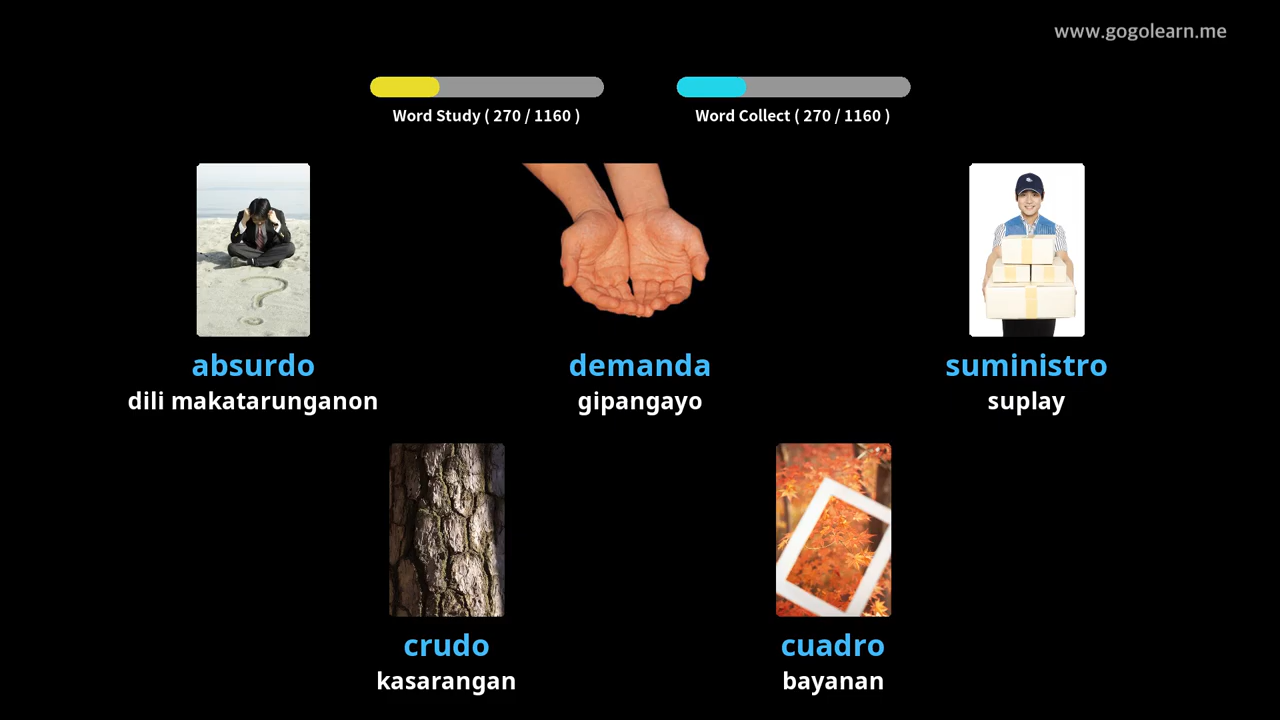 www.gogolearn.me
Word Study ( 270 / 1160 )
Word Collect ( 270 / 1160 )
absurdo
dili makatarunganon
demanda
gipangayo
suministro
suplay
crudo
kasarangan
cuadro
bayanan